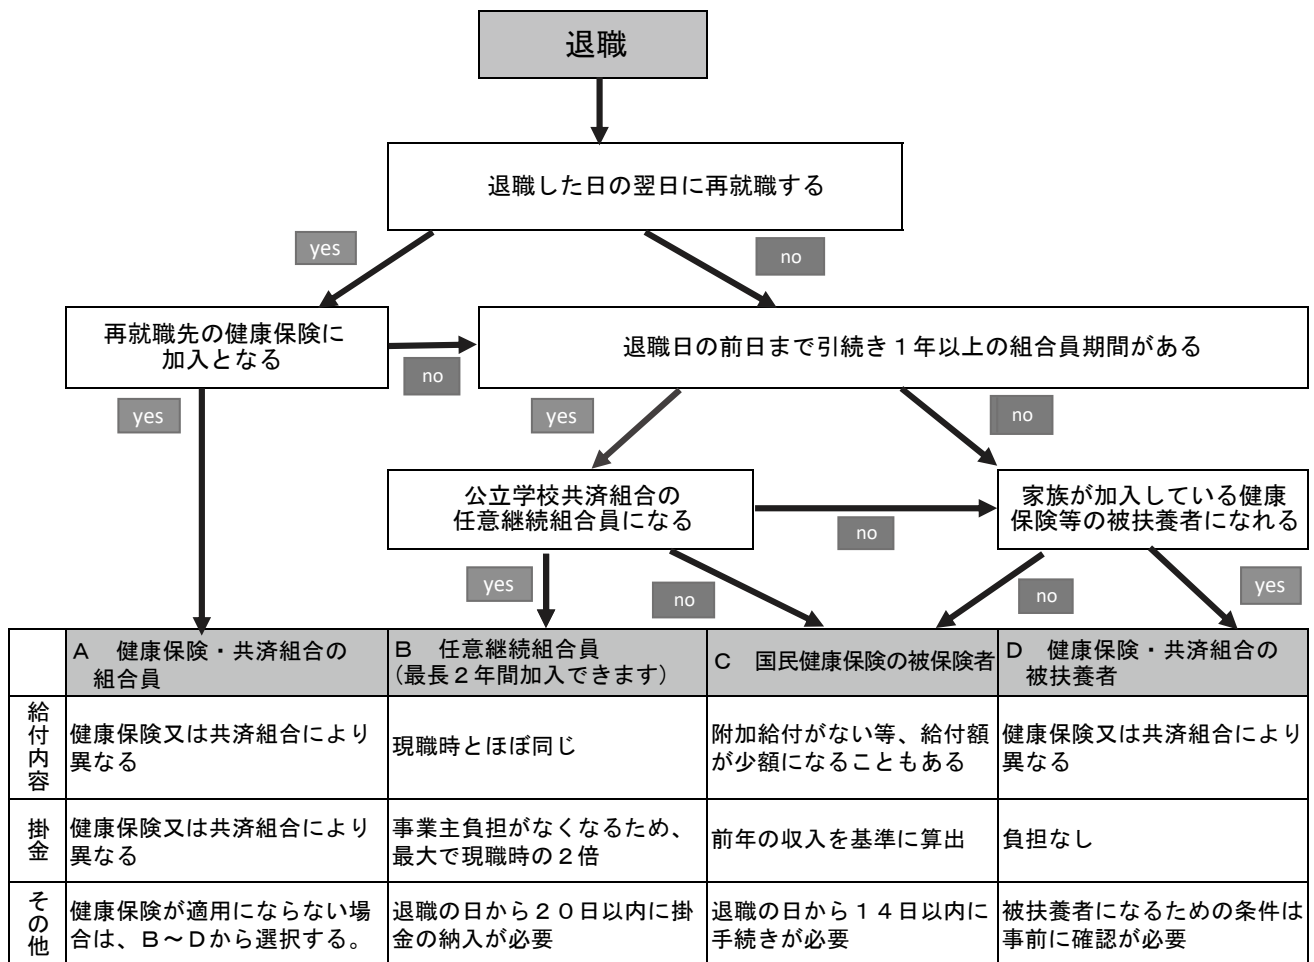 退職
退職した日の翌日に再就職する
yes
no
再就職先の健康保険に
加入となる
no
退職日の前日まで引続き１年以上の組合員期間がある
yes
yes
no
公立学校共済組合の
任意継続組合員になる
no
家族が加入している健康
保険等の被扶養者になれる
yes
no
no
yes
A　健康保険・共済組合の
組合員
B　任意継続組合員
(最長２年間加入できます)
C　国民健康保険の被保険者
D　健康保険・共済組合の
被扶養者
給付内容
健康保険又は共済組合により
異なる
現職時とほぼ同じ
附加給付がない等、給付額
が少額になることもある
健康保険又は共済組合により
異なる
掛金
健康保険又は共済組合により
異なる
事業主負担がなくなるため、
最大で現職時の２倍
前年の収入を基準に算出
負担なし
その他
健康保険が適用にならない場
合は、B～Dから選択する。
退職の日から２０日以内に掛
金の納入が必要
退職の日から１４日以内に
手続きが必要
被扶養者になるための条件は
事前に確認が必要